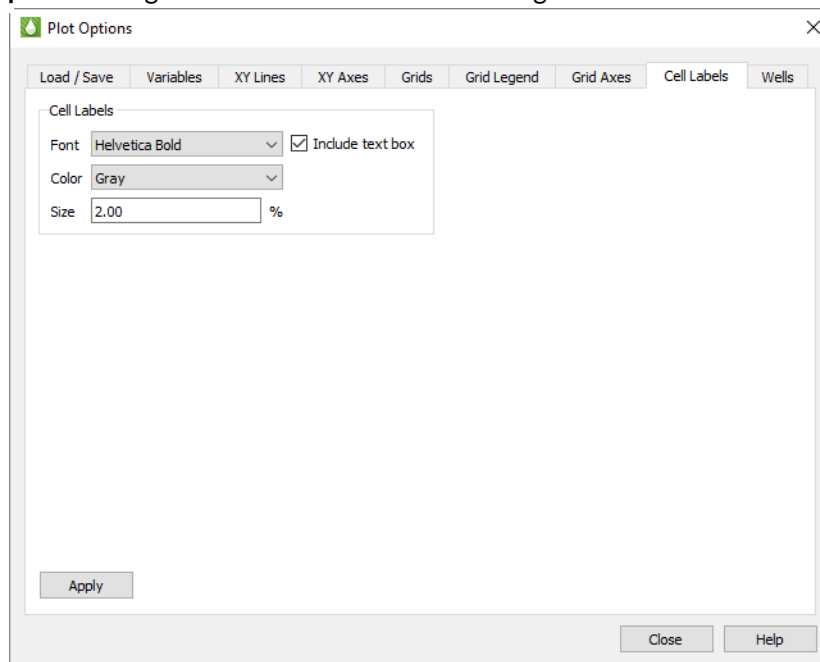 Plot Options
Load / Save Variables XY Lines XY Axes Grids Grid Legend Grid Axes Cell Labels Wells
Cell Labels
Font Helvetica Bold Include text box
Color Gray
Size 2.00 %
Apply
Close Help